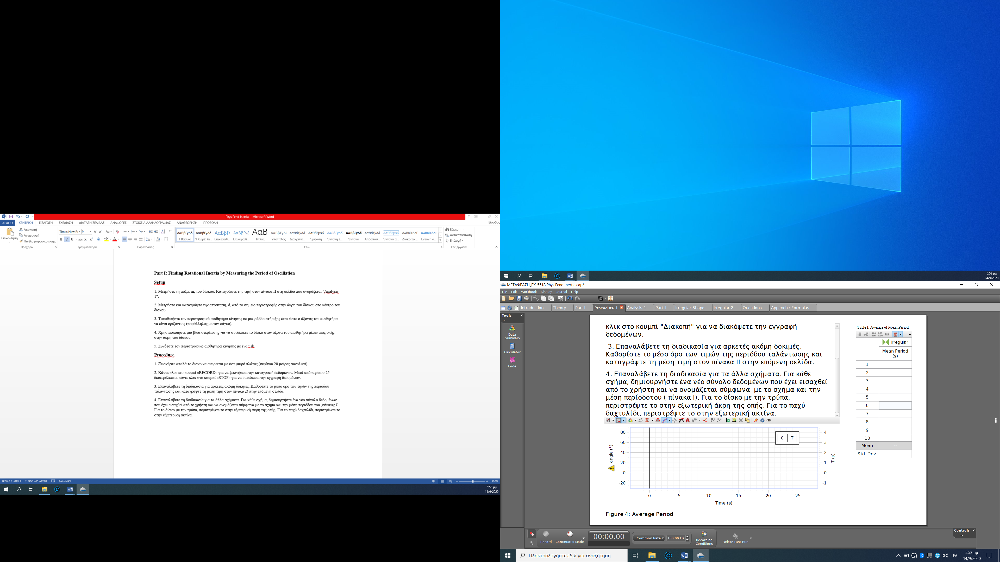 Phys Pend Inertia - Microsoft Word
ΑΡΧΕΙΟ ΚΕΝΤΡΙΚΗ ΕΙΣΑΓΩΓΗ ΣΧΕΔΙΑΣΗ ΔΙΑΤΑΞΗ ΣΕΛΙΔΑΣ ΑΝΑΦΟΡΕΣ ΣΤΟΙΧΕΙΑ ΑΛΛΗΛΟΓΡΑΦΙΑΣ ΑΝΑΘΕΩΡΗΣΗ ΠΡΟΒΟΛΗ Είσοδος
Επικόλληση
Αποκοπή
Αντιγραφή
Πινέλο μορφοποίησης
Πρόχειρο
Times New R 9
Γραμματοσειρά
Παράγραφος
ΑαΒβΓγΔδ ΑαΒβΓγΔδ ΑαΒβΓγ ΑαΒβΓγΔ ΑαΒ ΑαΒβΓγΔδ ΑαΒβΓγΔδ ΑαΒβΓγΔδ ΑαΒβΓγΔδ ΑαΒβΓγΔδ ΑαΒβΓγΔδ ΑαΒβΓγΔδ ΑΑΒΒΓΓΔΕ ΑΑΒΒΓΓΔΕ
¶ Βασικό ¶ Χωρίς δι... Επικεφαλί... Επικεφαλί... Τίτλος Υπότιτλος Διακριτικ... Έμφαση Έντονη έ... Έντονο Απόσπασ... Έντονο α... Διακριτικ... Έντονη α...
Στυλ
Εύρεση
Αντικατάσταση
Επιλογή
Επεξεργασία
Part I: Finding Rotational Inertia by Measuring the Period of Oscillation
Setup
1. Μετρήστε τη μάζα, m, του δίσκου. Καταγράψτε την τιμή στον πίνακα II στη σελίδα που ονομάζεται "Analysis
1".
2. Μετρήστε και καταγράψτε την απόσταση, d, από το σημείο περιστροφής στην άκρη του δίσκου στο κέντρο του
δίσκου.
3. Τοποθετήστε τον περιστροφικό αισθητήρα κίνησης σε μια ράβδο στήριξης έτσι ώστε ο άξονας του αισθητήρα
να είναι οριζόντιος (παράλληλος με τον πάγκο).
4. Χρησιμοποιήστε μια βίδα στερέωσης για να συνδέσετε το δίσκο στον άξονα του αισθητήρα μέσω μιας οπής
στην άκρη του δίσκου.
5. Συνδέστε τον περιστροφικό αισθητήρα κίνησης με ένα usb.
Procedure
1. Ξεκινήστε απαλά το δίσκο να αιωρείται με ένα μικρό πλάτος (περίπου 20 μοίρες συνολικά).
2. Κάντε κλικ στο κουμπί «RECORD» για να ξεκινήσετε την καταγραφή δεδομένων. Μετά από περίπου 25
δευτερόλεπτα, κάντε κλικ στο κουμπί «STOP» για να διακόψετε την εγγραφή δεδομένων.
3. Επαναλάβετε τη διαδικασία για αρκετές ακόμη δοκιμές. Καθορίστε το μέσο όρο των τιμών της περιόδου
ταλάντωσης και καταγράψτε τη μέση τιμή στον πίνακα II στην επόμενη σελίδα.
4. Επαναλάβετε τη διαδικασία για τα άλλα σχήματα. Για κάθε σχήμα, δημιουργήστε ένα νέο σύνολο δεδομένων
που έχει εισαχθεί από το χρήστη και να ονομάζεται σύμφωνα με το σχήμα και την μέση περιόδου του ,πίνακας I.
Για το δίσκο με την τρύπα, περιστρέψτε το στην εξωτερική άκρη της οπής. Για το παχύ δαχτυλίδι, περιστρέψτε το
στην εξωτερική ακτίνα.
ΣΕΛΙΔΑ 2 ΑΠΟ 2 2 ΑΠΟ 405 ΛΕΞΕΙΣ ΕΛΛΗΝΙΚΑ 130%
5:53 μμ
14/9/2020
5:53 μμ
14/9/2020
ΜΕΤΑΦΡΑΣΗ_EX-5518 Phys Pend Inertia.cap*
File Edit Workbook Display Journal Help
Introduction Theory Part I Procedure 1 Analysis 1 Part II Irregular Shape Irregular 2 Questions Appendix: Formulas
Tools
Data
Summary
Calculator
Code
κλικ στο κουμπί "Διακοπή" για να διακόψετε την εγγραφή
δεδομένων.
3. Επαναλάβετε τη διαδικασία για αρκετές ακόμη δοκιμές.
Καθορίστε το μέσο όρο των τιμών της περιόδου ταλάντωσης και
καταγράψτε τη μέση τιμή στον πίνακα II στην επόμενη σελίδα.
4. Επαναλάβετε τη διαδικασία για τα άλλα σχήματα. Για κάθε
σχήμα, δημιουργήστε ένα νέο σύνολο δεδομένων που έχει εισαχθεί
από το χρήστη και να ονομάζεται σύμφωνα με το σχήμα και την
μέση περίοδοτου ( πίνακα I). Για το δίσκο με την τρύπα,
περιστρέψτε το στην εξωτερική άκρη της οπής. Για το παχύ
δαχτυλίδι, περιστρέψτε το στην εξωτερική ακτίνα.
Table I. Average of Mean Period
Irregular
Mean Period
(s)
1
2
3
4
5
6
7
8
9
10
Mean --
Std. Dev. --
angle (°)
80
60
40
20
0
-20
θ T
4
3
2
1
0
-1
T (s)
0 5 10 15 20 25
Time (s)
Figure 4: Average Period
Controls
Record
Continuous Mode
00:00.00
Common Rate 100.00 Hz
Recording
Conditions
Delete Last Run
Πληκτρολογήστε εδώ για αναζήτηση
ΕΛ
5:53 μμ
14/9/2020